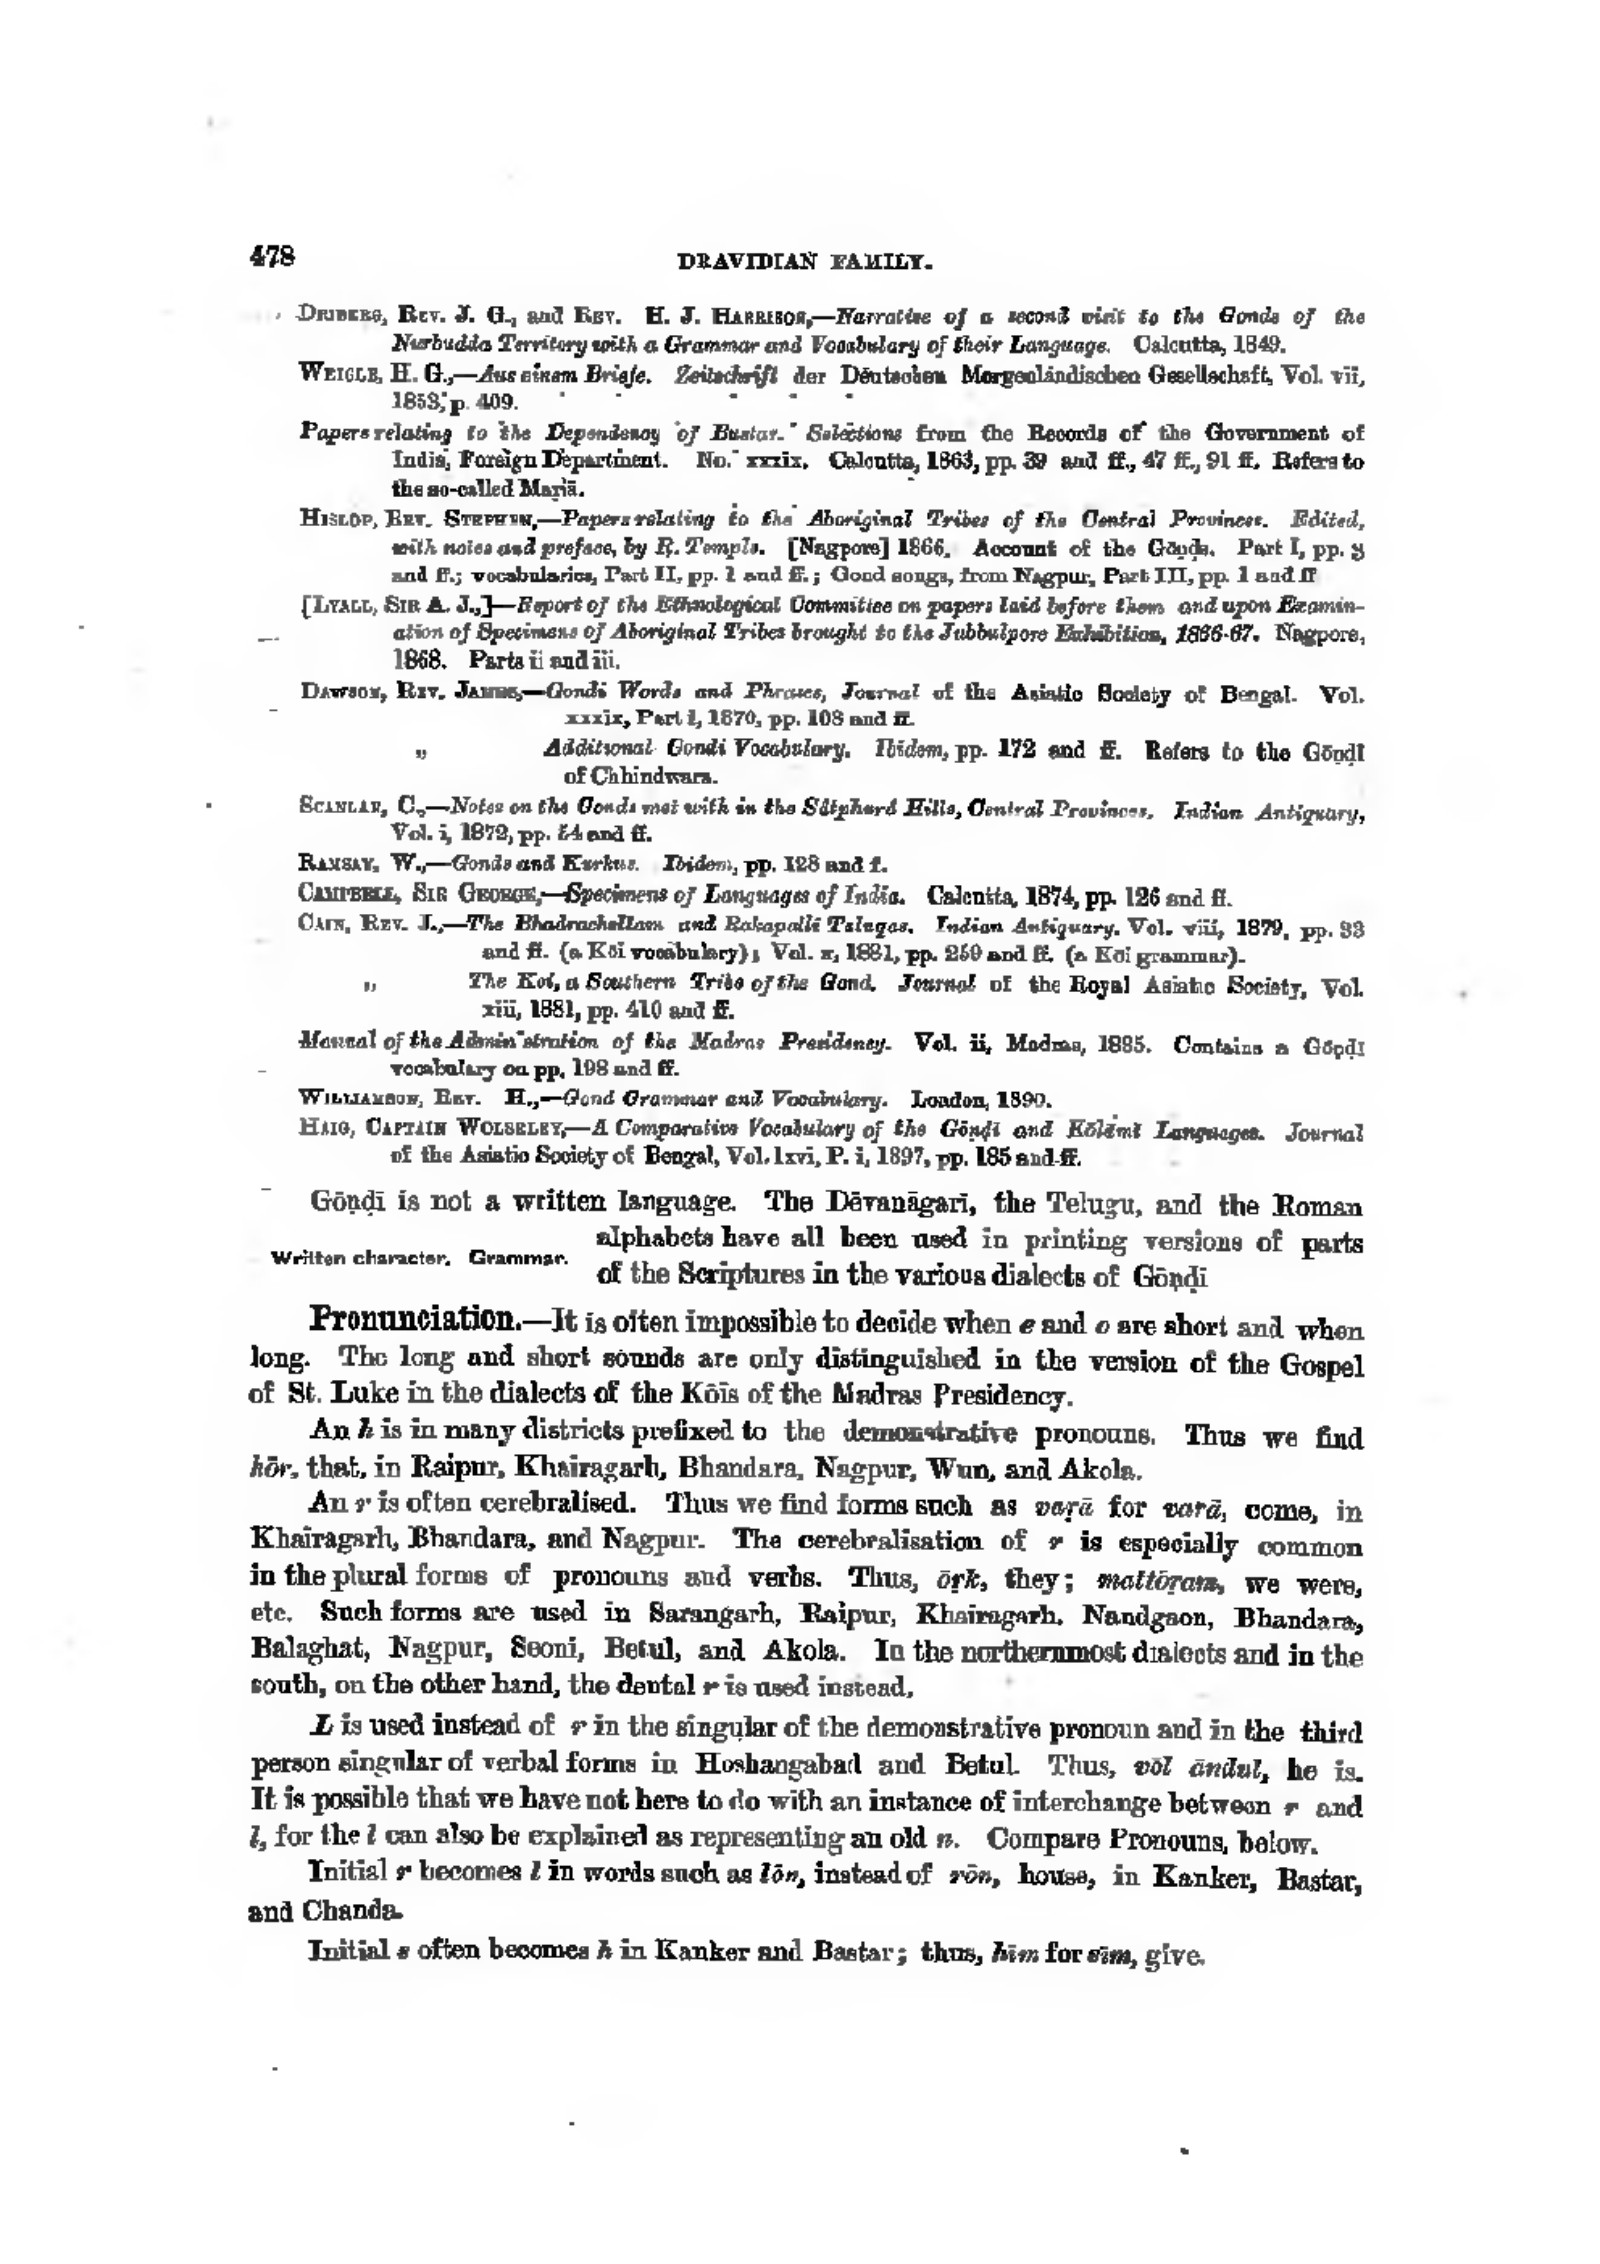 478
DRAVIDIAN FAMILY.
DRIBERG, REV. J. G., and REV. H. J. HARRISON,—Narrative of a second visit to the Gonds of the
Nurbudda Territory with a Grammar and Vocabulary of their Language. Calcutta, 1849.
WEIGLE, H. G.,—Aus einem Briefe. Zeitschrift der Deutschen Morgenländischen Gesellschaft, Vol. vii,
1853, p. 409.
Papers relating to the Dependency of Bustar. Selections from the Records of the Government of
India, Foreign Department. No. xxxix. Calcutta, 1863, pp. 39 and ff., 47 ff., 91 ff. Refers to
the so-called Maṛiā.
HISLOP, REV. STEPHEN,—Papers relating to the Aboriginal Tribes of the Central Provinces. Edited,
with notes and preface, by R. Temple. [Nagpore] 1866. Account of the Gōṇḍs. Part I, pp. 3
and ff.; vocabularies, Part II, pp. 1 and ff.; Gond songs, from Nagpur, Part III, pp. 1 and ff
[LYALL, SIR A. J.,]—Report of the Ethnological Committee on papers laid before them and upon Examin-
ation of Specimens of Aboriginal Tribes brought to the Jubbulpore Exhibition, 1866-67. Nagpore,
1868. Parts ii and iii.
DAWSON, REV. JAMES,—Gondi Words and Phrases, Journal of the Asiatic Society of Bengal. Vol.
xxxix, Part I, 1870, pp. 108 and ff.
„ Additional Gondi Vocabulary. Ibidem, pp. 172 and ff. Refers to the Gōṇḍī
of Chhindwara.
SCANLAN, C.,—Notes on the Gonds met with in the Sátpurá Hills, Central Provinces. Indian Antiquary,
Vol. i, 1872, pp. 54 and ff.
RAMSAY, W.,—Gonds and Kurkus. Ibidem, pp. 128 and f.
CAMPBELL, SIR GEORGE,—Specimens of Languages of India. Calcutta, 1874, pp. 126 and ff.
CAIN, REV. J.,—The Bhadrachellam and Rekapalli Taluqas. Indian Antiquary. Vol. viii, 1879, pp. 33
and ff. (a Kōi vocabulary); Vol. x, 1881, pp. 259 and ff. (a Kōi grammar).
„ The Koi, a Southern Tribe of the Gond. Journal of the Royal Asiatic Society, Vol.
xiii, 1881, pp. 410 and ff.
Manual of the Administration of the Madras Presidency. Vol. ii, Madras, 1885. Contains a Gōṇḍī
vocabulary on pp. 198 and ff.
WILLIAMSON, REV. H.,—Gond Grammar and Vocabulary. London, 1890.
HAIG, CAPTAIN WOLSELEY,—A Comparative Vocabulary of the Gōṇḍī and Kōlāmī Languages. Journal
of the Asiatic Society of Bengal, Vol. lxvi, P. i, 1897, pp. 185 and ff.
Gōṇḍī is not a written language. The Dēvanāgarī, the Telugu, and the Roman
alphabets have all been used in printing versions of parts
Written character. Grammar.
of the Scriptures in the various dialects of Gōṇḍī
Pronunciation.—It is often impossible to decide when e and o are short and when
long. The long and short sounds are only distinguished in the version of the Gospel
of St. Luke in the dialects of the Kōīs of the Madras Presidency.
An h is in many districts prefixed to the demonstrative pronouns. Thus we find
hōr, that, in Raipur, Khairagarh, Bhandara, Nagpur, Wun, and Akola.
An r is often cerebralised. Thus we find forms such as vaṛā for varā, come, in
Khairagarh, Bhandara, and Nagpur. The cerebralisation of r is especially common
in the plural forms of pronouns and verbs. Thus, ōṛk, they; mattōṛam, we were,
etc. Such forms are used in Sarangarh, Raipur, Khairagarh, Nandgaon, Bhandara,
Balaghat, Nagpur, Seoni, Betul, and Akola. In the northernmost dialects and in the
south, on the other hand, the dental r is used instead.
L is used instead of r in the singular of the demonstrative pronoun and in the third
person singular of verbal forms in Hoshangabad and Betul. Thus, vōl āndul, he is.
It is possible that we have not here to do with an instance of interchange between r and
l, for the l can also be explained as representing an old n. Compare Pronouns, below.
Initial r becomes l in words such as lōn, instead of rōn, house, in Kanker, Bastar,
and Chanda.
Initial s often becomes h in Kanker and Bastar; thus, hīm for sīm, give.